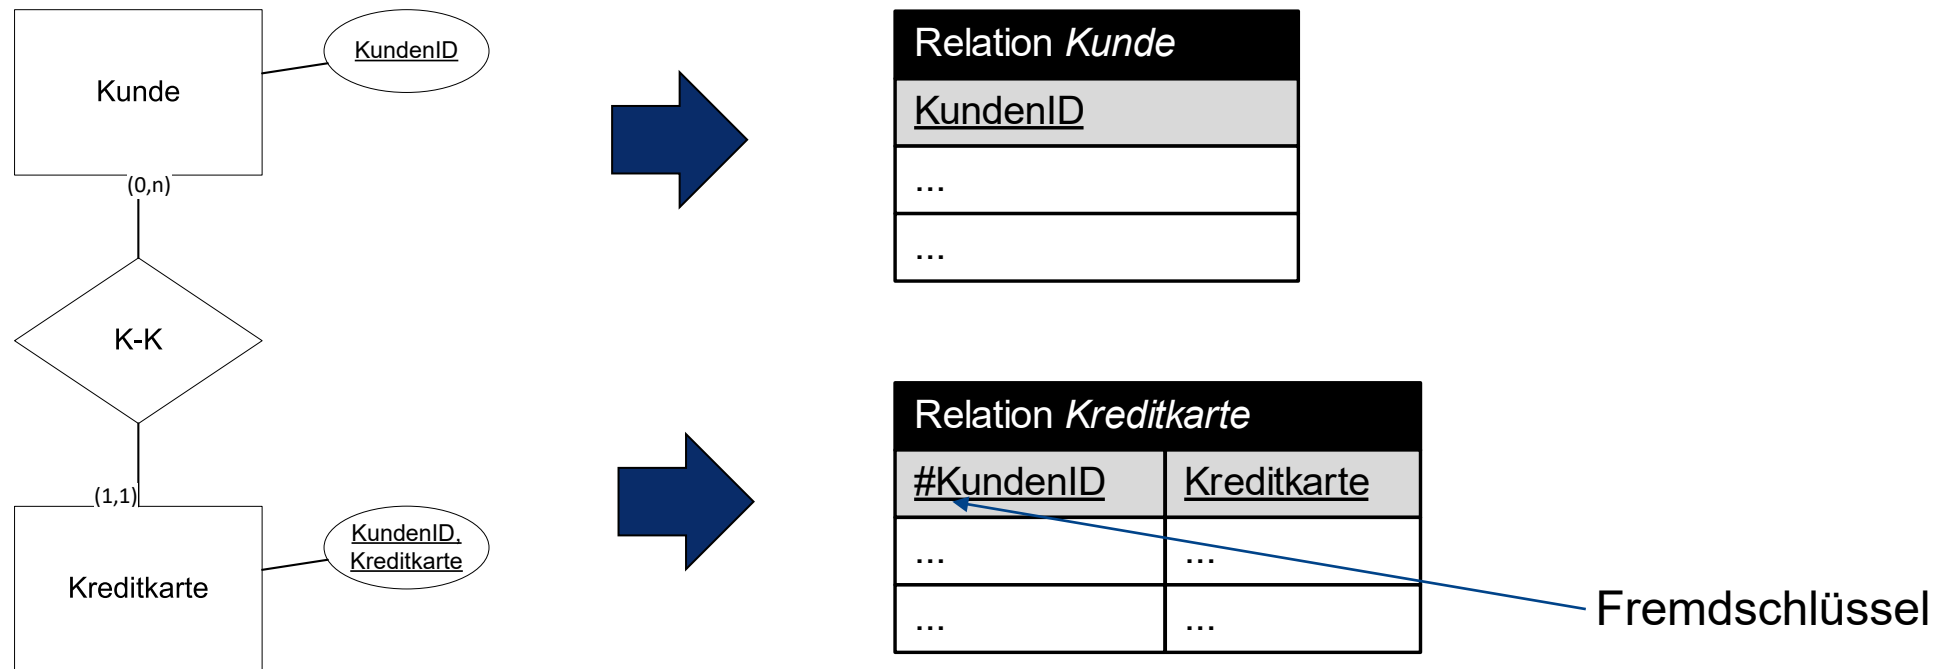 Kunde
KundenID
(0,n)
K-K
(1,1)
Kreditkarte
KundenID,
Kreditkarte
Relation Kunde
KundenID
...
...
Relation Kreditkarte
#KundenID Kreditkarte
... ...
... ...
Fremdschlüssel